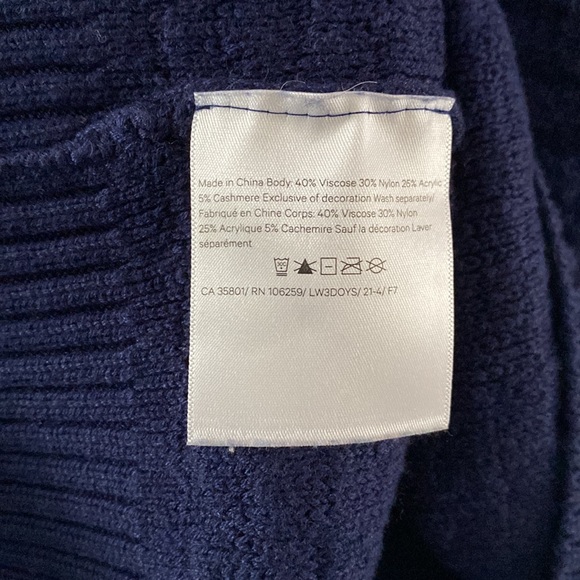 Made in China Body: 40% Viscose 30% Nylon 25% Acrylic
5% Cashmere Exclusive of decoration Wash separately/
Fabriqué en Chine Corps: 40% Viscose 30% Nylon
25% Acrylique 5% Cachemire Sauf la décoration Laver
séparément
CA 35801/ RN 106259/ LW3DOYS/ 21-4/ F7